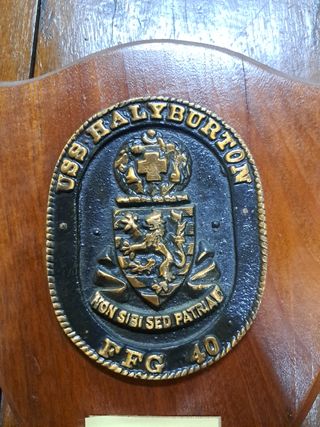 USS HALYBURTON
NON SIBI SED PATRIAE
FFG 40